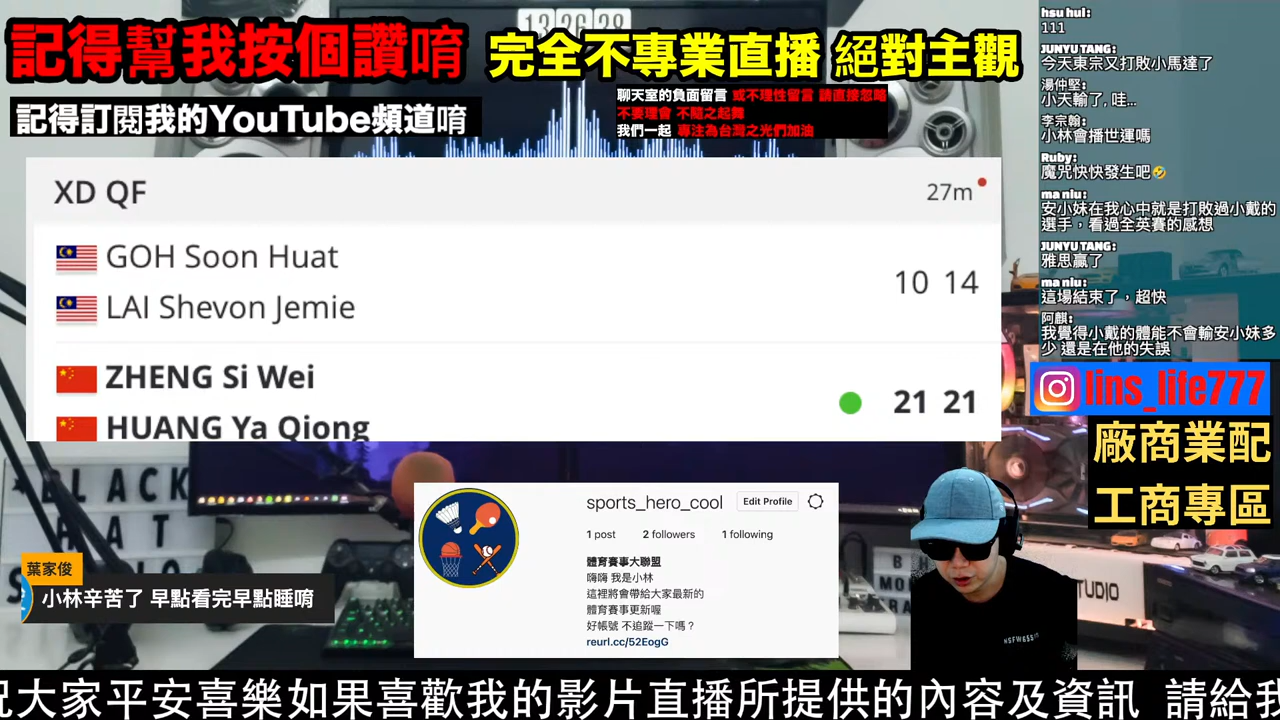 13 26 28
記得幫我按個讚唷
完全不專業直播 絕對主觀
記得訂閱我的YouTube頻道唷
聊天室的負面留言 或不理性留言 請直接忽略
不要理會 不隨之起舞
我們一起 專注為台灣之光們加油
XD QF
27m
GOH Soon Huat
LAI Shevon Jemie
10 14
ZHENG Si Wei
HUANG Ya Qiong
21 21
hsu hui:
111
JUNYU TANG:
今天東宗又打敗小馬達了
湯仲堅:
小天輸了, 哇...
李宗翰:
小林會播世運嗎
Ruby:
魔咒快快發生吧🤣
ma niu:
安小妹在我心中就是打敗過小戴的
選手，看過全英賽的感想
JUNYU TANG:
雅思贏了
ma niu:
這場結束了，超快
阿麒:
我覺得小戴的體能不會輸安小妹多
少 還是在他的失誤
lins_life777
廠商業配
工商專區
BLACK
HAT
葉家俊
小林辛苦了 早點看完早點睡唷
sports_hero_cool
Edit Profile
1 post
2 followers
1 following
體育賽事大聯盟
嗨嗨 我是小林
這裡將會帶給大家最新的
體育賽事更新喔
好帳號 不追蹤一下嗎？
reurl.cc/52EogG
TUDIO
祝大家平安喜樂如果喜歡我的影片直播所提供的內容及資訊 請給我